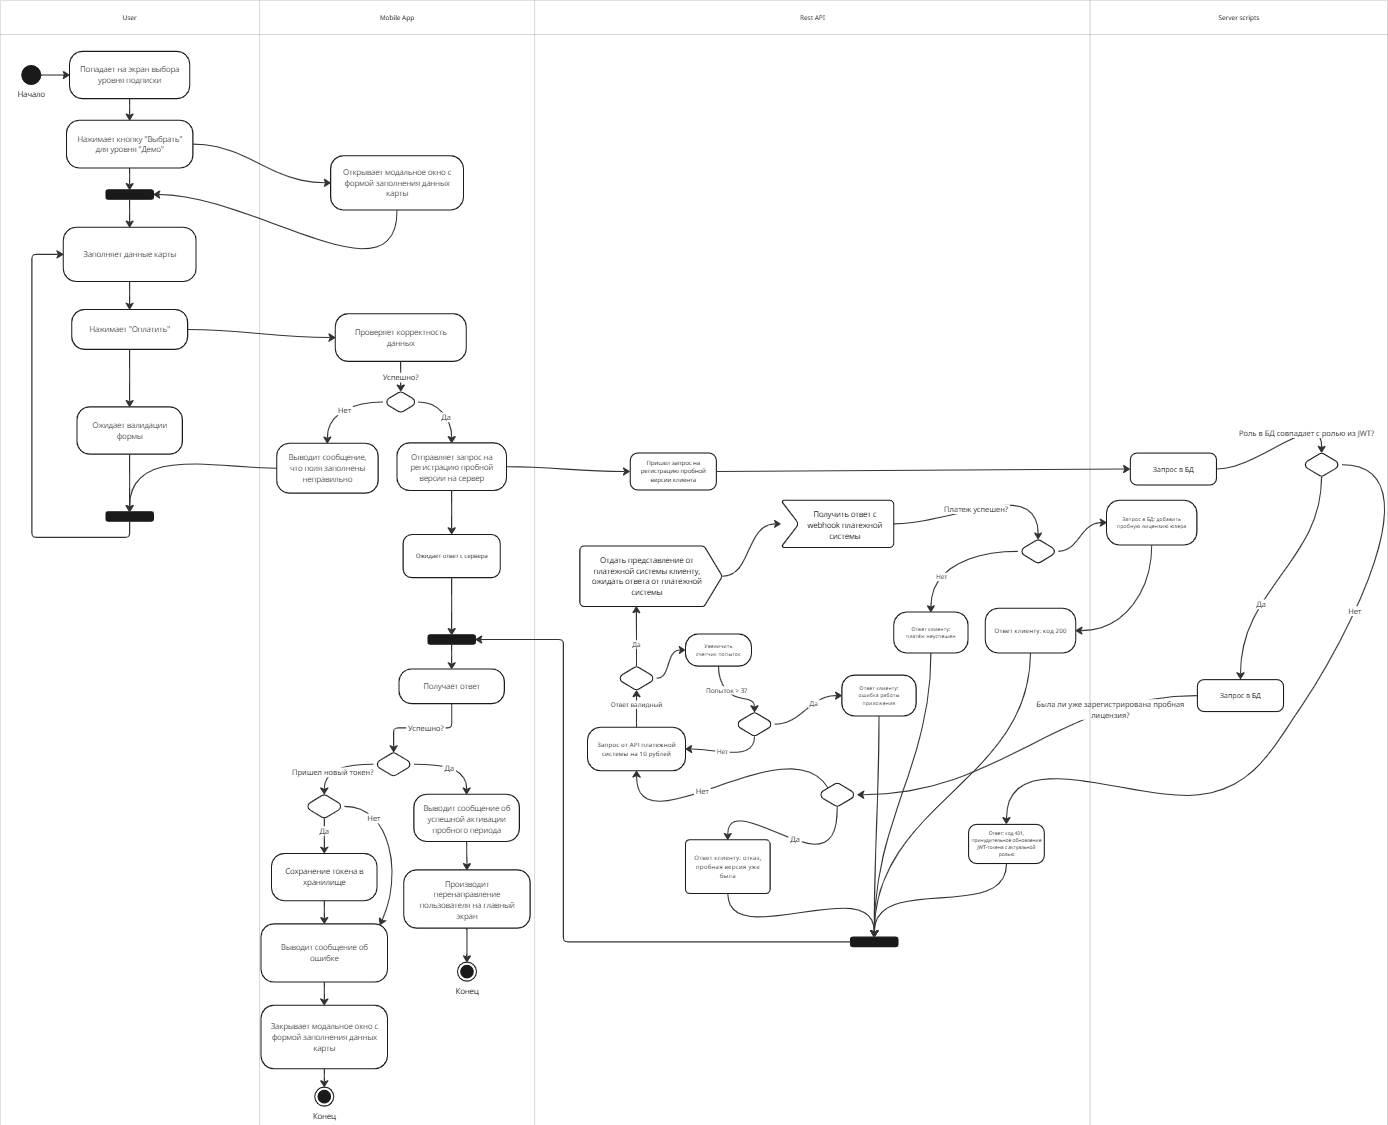 User
Mobile App
Rest API
Server scripts
Начало
Попадает на экран выбора
уровня подписки
Нажимает кнопку "Выбрать"
для уровня "Демо"
Открывает модальное окно с
формой заполнения данных
карты
Заполняет данные карты
Нажимает "Оплатить"
Проверяет корректность
данных
Успешно?
Нет
Да
Ожидает валидации
формы
Выводит сообщение,
что поля заполнены
неправильно
Отправляет запрос на
регистрацию пробной
версии на сервер
Пришел запрос на
регистрацию пробной
версии клиента
Запрос в БД
Роль в БД совпадает с ролью из JWT?
Получить ответ с
webhook платежной
системы
Платеж успешен?
Запрос в БД: добавить
пробную лицензию юзера
Ожидает ответ с сервера
Отдать представление от
платежной системы клиенту,
ожидать ответа от платежной
системы
Нет
Да
Нет
Ответ клиенту:
платёж неуспешен
Ответ клиенту: код 200
Да
Увеличить
счетчик попыток
Получает ответ
Попыток > 3?
Ответ клиенту:
ошибка работы
приложения
Запрос в БД
Ответ валидный
Да
Была ли уже зарегистрирована пробная
лицензия?
Успешно?
Запрос от API платежной
системы на 10 рублей
Нет
Пришел новый токен?
Да
Нет
Выводит сообщение об
успешной активации
пробного периода
Нет
Да
Да
Ответ: код 401,
принудительное обновление
JWT-токена с актуальной
ролью
Ответ клиенту: отказ,
пробная версия уже
была
Сохранение токена в
хранилище
Производит
перенаправление
пользователя на главный
экран
Выводит сообщение об
ошибке
Конец
Закрывает модальное окно с
формой заполнения данных
карты
Конец